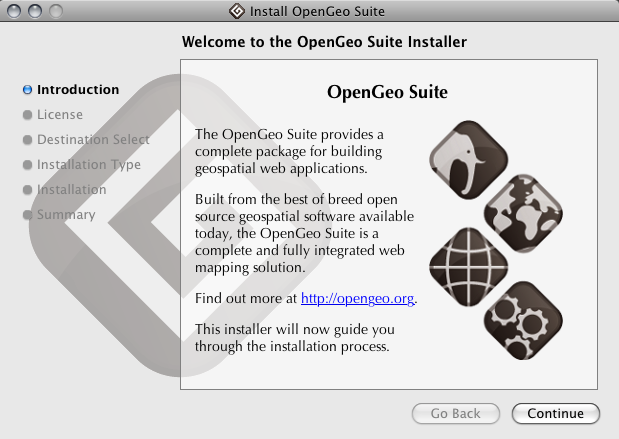 Install OpenGeo Suite
Welcome to the OpenGeo Suite Installer
Introduction
License
Destination Select
Installation Type
Installation
Summary
OpenGeo Suite
The OpenGeo Suite provides a
complete package for building
geospatial web applications.
Built from the best of breed open
source geospatial software available
today, the OpenGeo Suite is a
complete and fully integrated web
mapping solution.
Find out more at http://opengeo.org.
This installer will now guide you
through the installation process.
Go Back
Continue